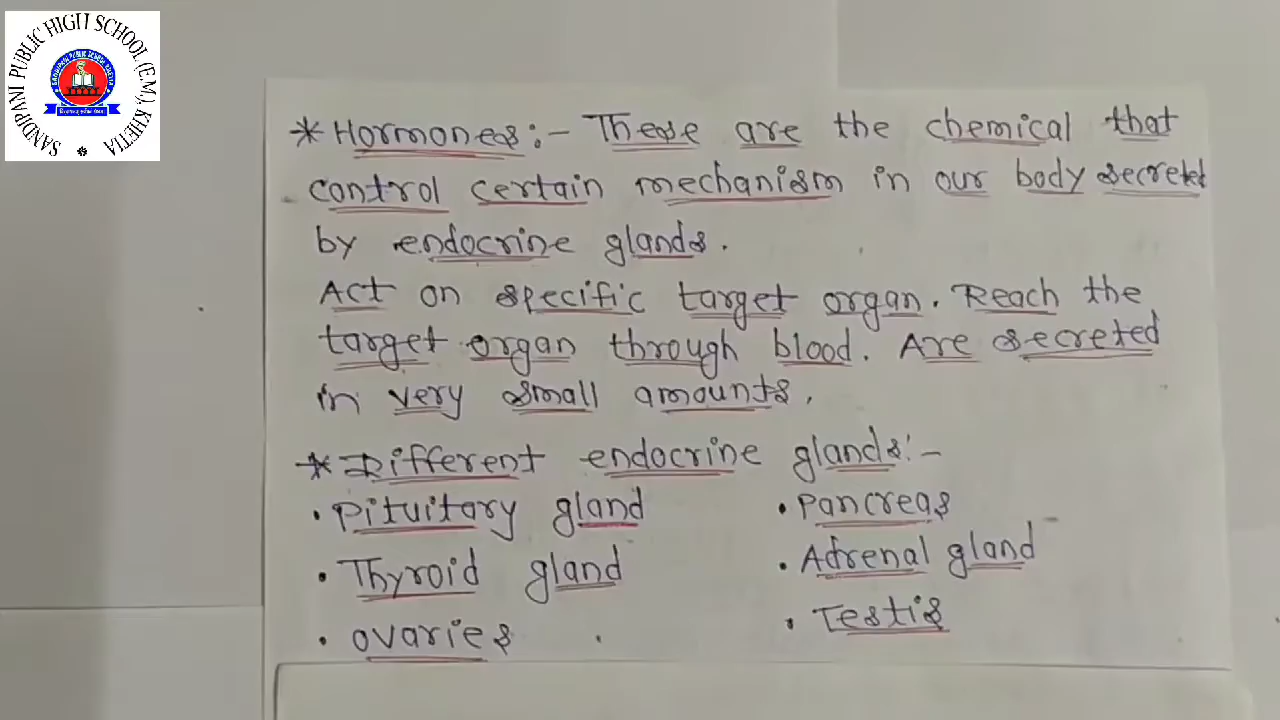 SANDIPANI PUBLIC HIGH SCHOOL (E.M), KHETIA
* Hormones:- These are the chemical that
control certain mechanism in our body secreted
by endocrine glands.
Act on specific target organ. Reach the
target organ through blood. Are secreted
in very small amounts.
* Different endocrine glands:-
• Pituitary gland • Pancreas
• Thyroid gland • Adrenal gland
• Ovaries • Testis